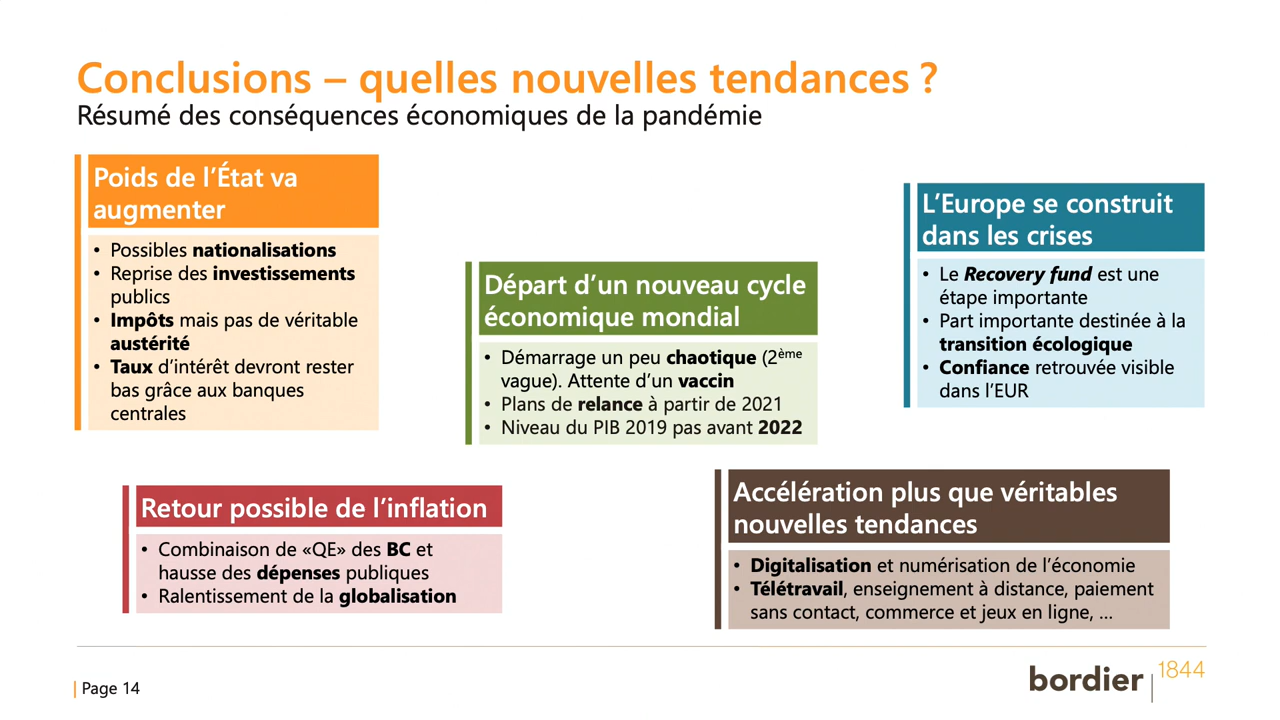 Conclusions – quelles nouvelles tendances ?
Résumé des conséquences économiques de la pandémie
Poids de l’État va
augmenter
• Possibles nationalisations
• Reprise des investissements
publics
• Impôts mais pas de véritable
austérité
• Taux d’intérêt devront rester
bas grâce aux banques
centrales
Départ d’un nouveau cycle
économique mondial
• Démarrage un peu chaotique (2ème
vague). Attente d’un vaccin
• Plans de relance à partir de 2021
• Niveau du PIB 2019 pas avant 2022
L’Europe se construit
dans les crises
• Le Recovery fund est une
étape importante
• Part importante destinée à la
transition écologique
• Confiance retrouvée visible
dans l’EUR
Retour possible de l’inflation
• Combinaison de «QE» des BC et
hausse des dépenses publiques
• Ralentissement de la globalisation
Accélération plus que véritables
nouvelles tendances
• Digitalisation et numérisation de l’économie
• Télétravail, enseignement à distance, paiement
sans contact, commerce et jeux en ligne, ...
Page 14
bordier 1844